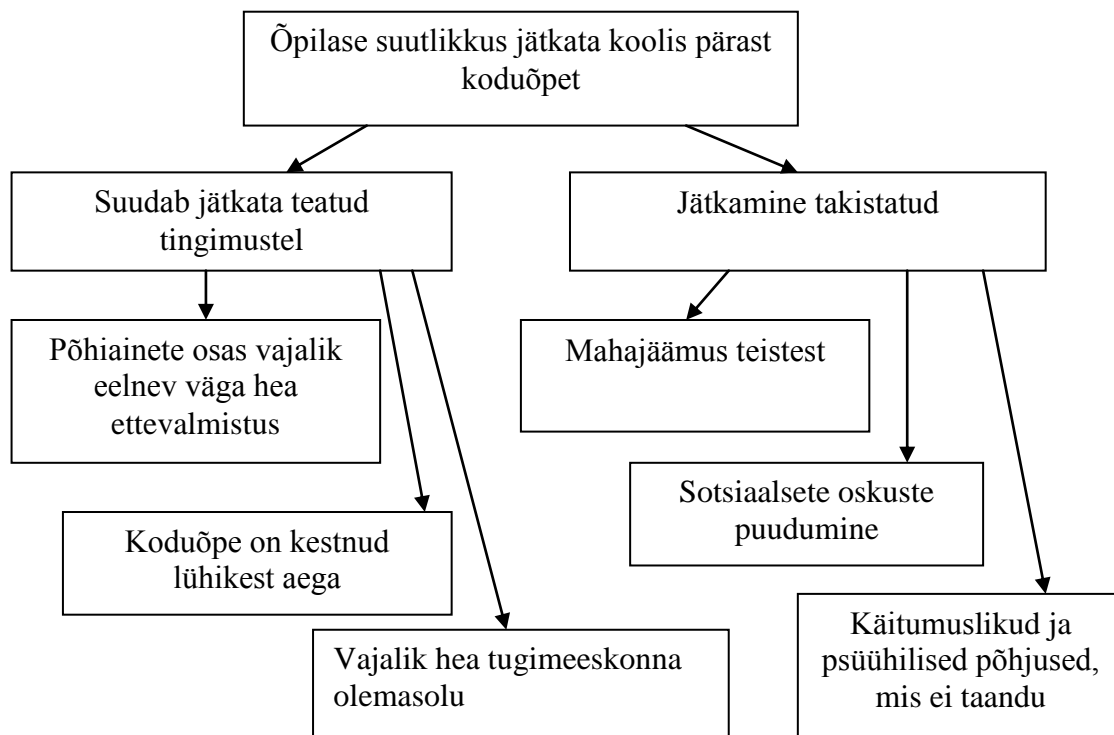 Õpilase suutlikkus jätkata koolis pärast
koduõpet
Suudab jätkata teatud
tingimustel
Jätkamine takistatud
Põhiainete osas vajalik
eelnev väga hea
ettevalmistus
Mahajäämus teistest
Sotsiaalsete oskuste
puudumine
Koduõpe on kestnud
lühikest aega
Käitumuslikud ja
psüühilised põhjused,
mis ei taandu
Vajalik hea tugimeeskonna
olemasolu